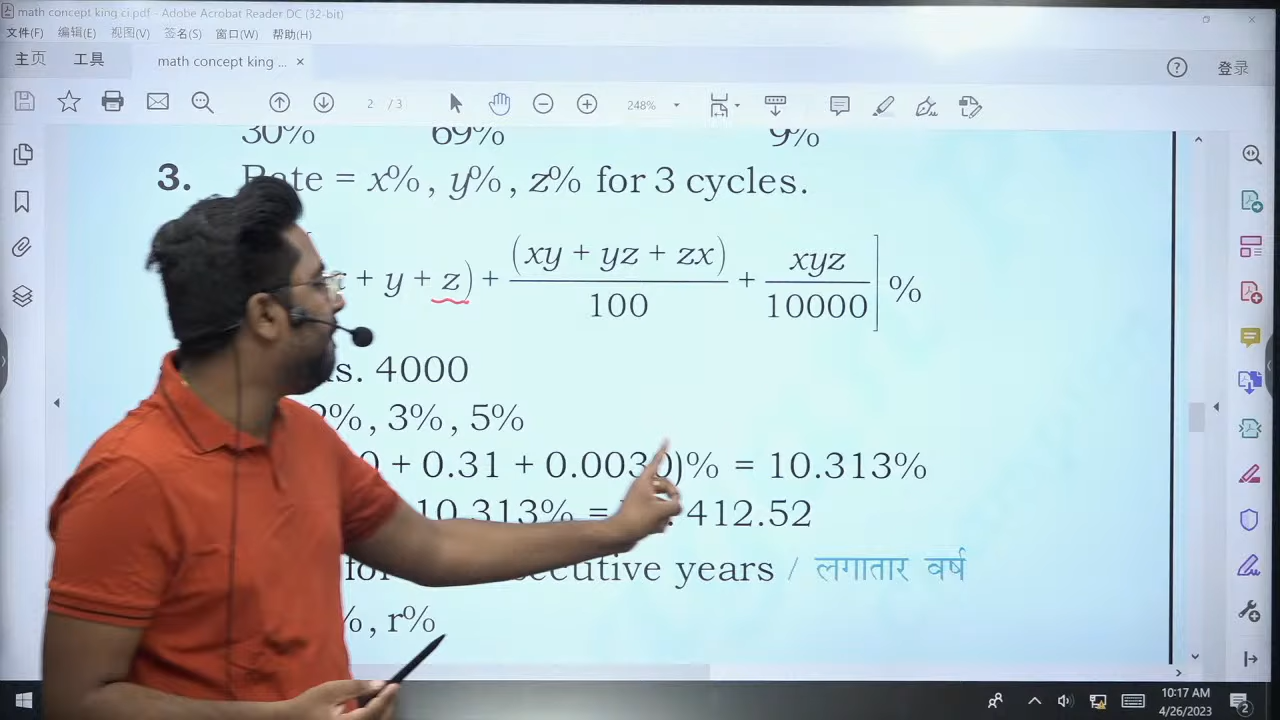 math concept king ci.pdf - Adobe Acrobat Reader DC (32-bit)
文件(F) 编辑(E) 视图(V) 签名(S) 窗口(W) 帮助(H)
主页 工具 math concept king ... × 登录
2 / 3 248%
30% 69% 9%
3. Rate = x%, y%, z% for 3 cycles.
+ y + z) + (xy + yz + zx)/100 + xyz/10000] %
4000
2%, 3%, 5%
0 + 0.31 + 0.0030)% = 10.313%
10.313% = 412.52
for years / लगातार वर्ष
%, r%
10:17 AM
4/26/2023
2